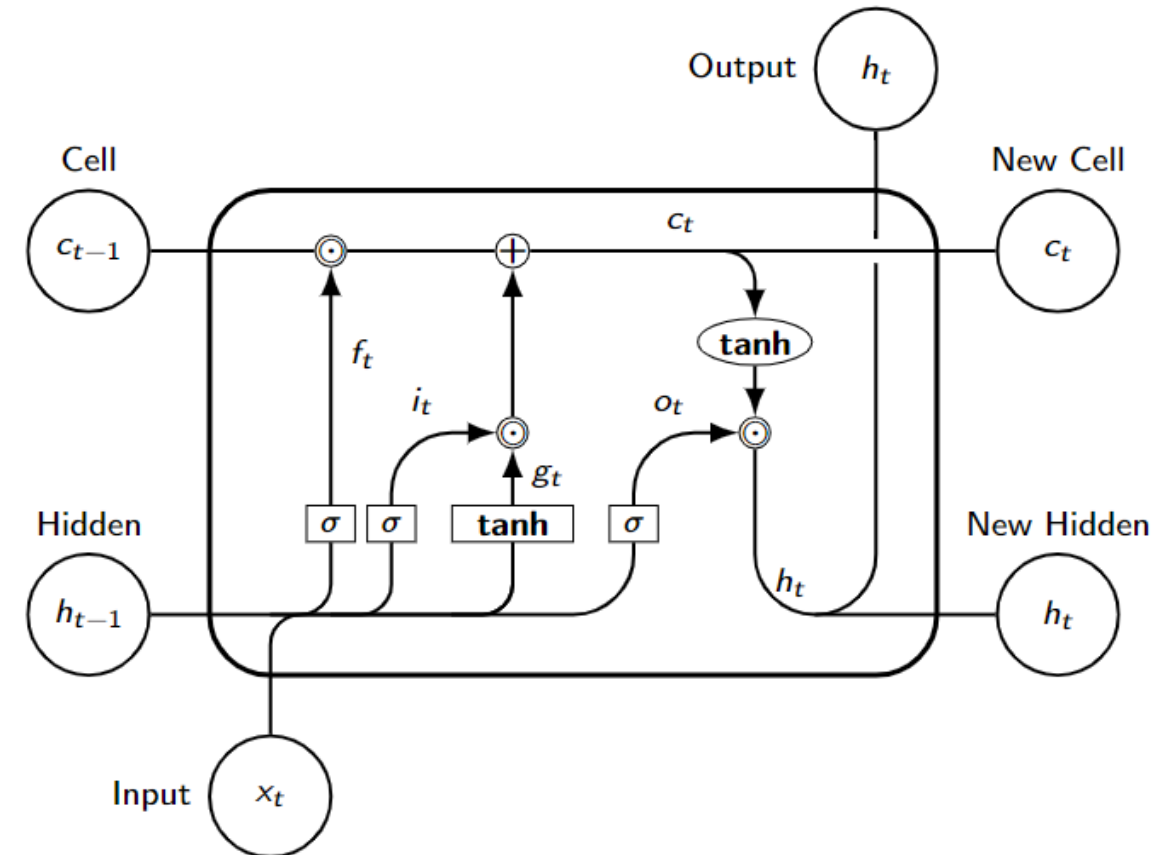 Output
h_t
Cell
New Cell
c_{t−1}
c_t
c_t
f_t
tanh
i_t
o_t
g_t
Hidden
σ
σ
tanh
σ
New Hidden
h_{t−1}
h_t
h_t
Input
x_t